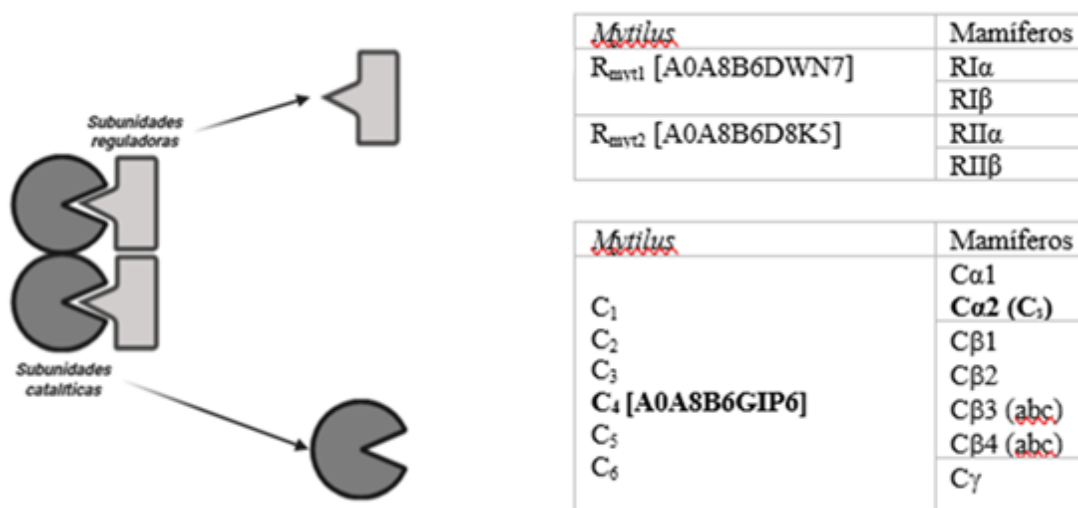 Subunidades
reguladoras
Subunidades
catalíticas
Mytilus Mamíferos
Rmyt1 [A0A8B6DWN7] RIα
RIβ
Rmyt2 [A0A8B6D8K5] RIIα
RIIβ
Mytilus Mamíferos
Cα1
C1 Cα2 (Cs)
C2 Cβ1
C3 Cβ2
C4 [A0A8B6GIP6] Cβ3 (abc)
C5 Cβ4 (abc)
C6 Cγ